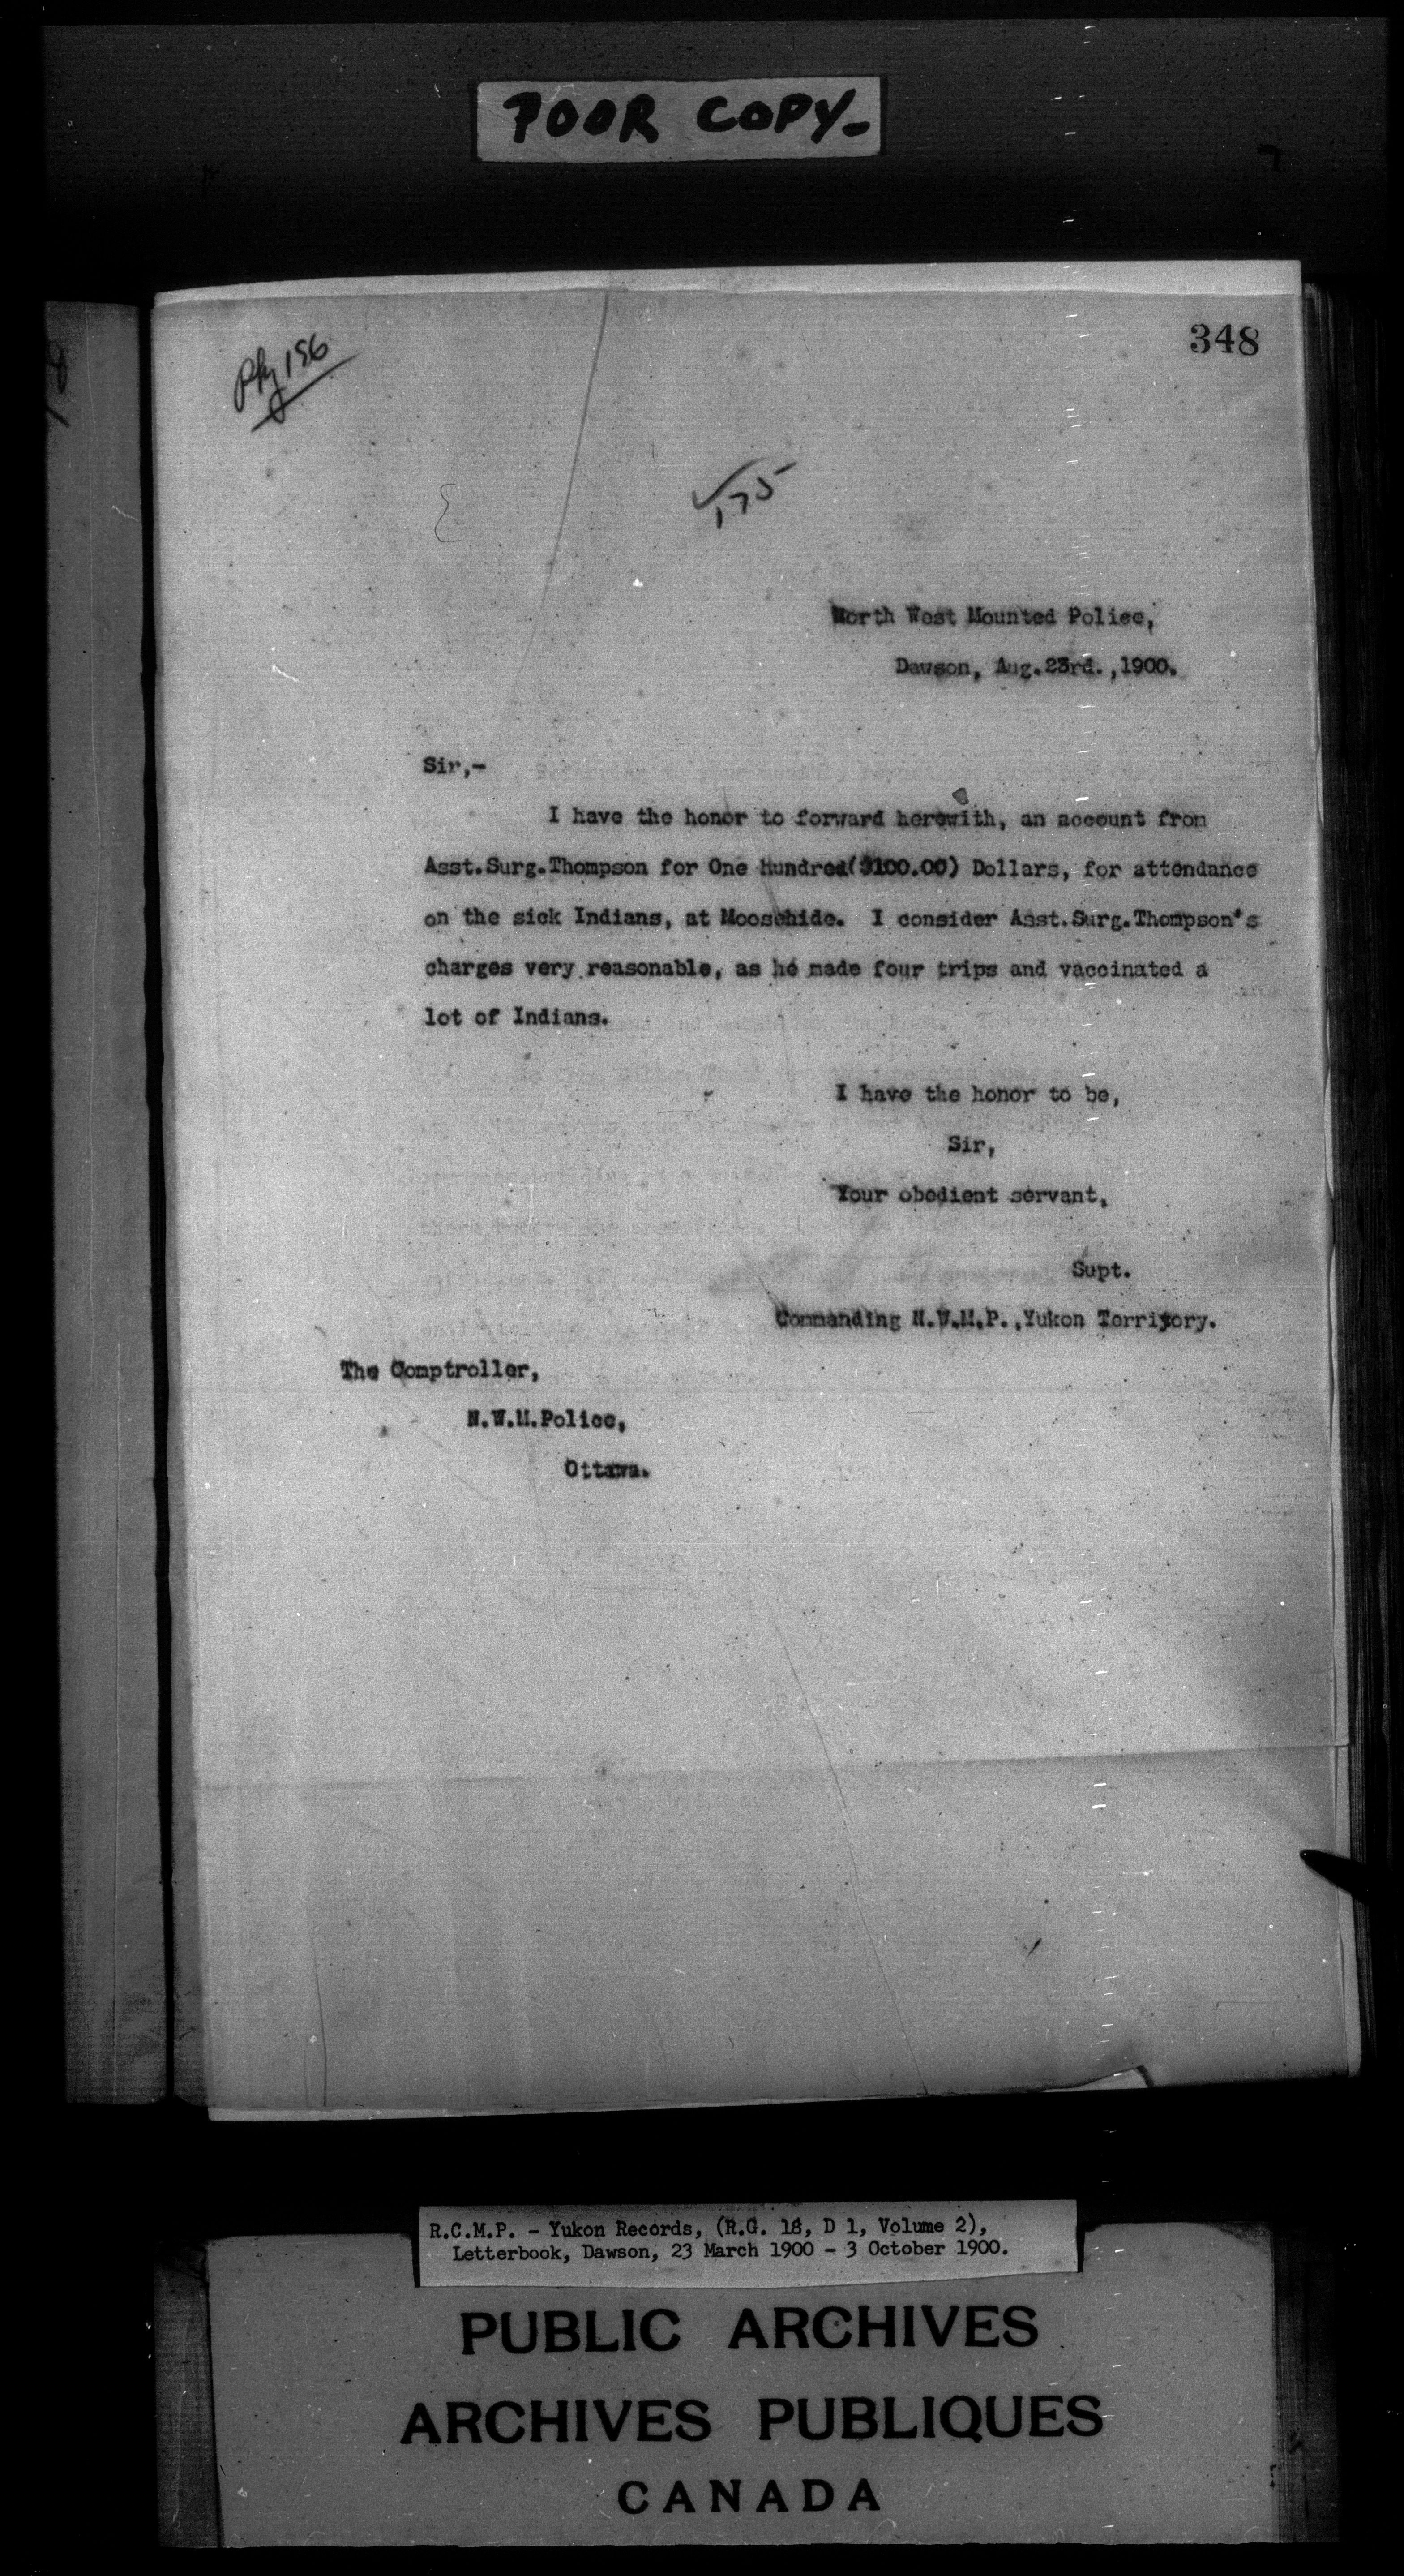 POOR COPY-
348
175
North West Mounted Police,
Dawson, Aug.23rd.,1900.
Sir,-
I have the honor to forward herewith, an account from
Asst.Surg.Thompson for One Hundred($100.00) Dollars, for attendance
on the sick Indians, at Moosehide. I consider Asst.Surg.Thompson's
charges very reasonable, as he made four trips and vaccinated a
lot of Indians.
I have the honor to be,
Sir,
Your obedient servant,
Supt.
Commanding N.W.M.P.,Yukon Territory.
The Comptroller,
N.W.M.Police,
Ottawa.
R.C.M.P. - Yukon Records, (R.G. 18, D 1, Volume 2),
Letterbook, Dawson, 23 March 1900 - 3 October 1900.
PUBLIC ARCHIVES
ARCHIVES PUBLIQUES
CANADA